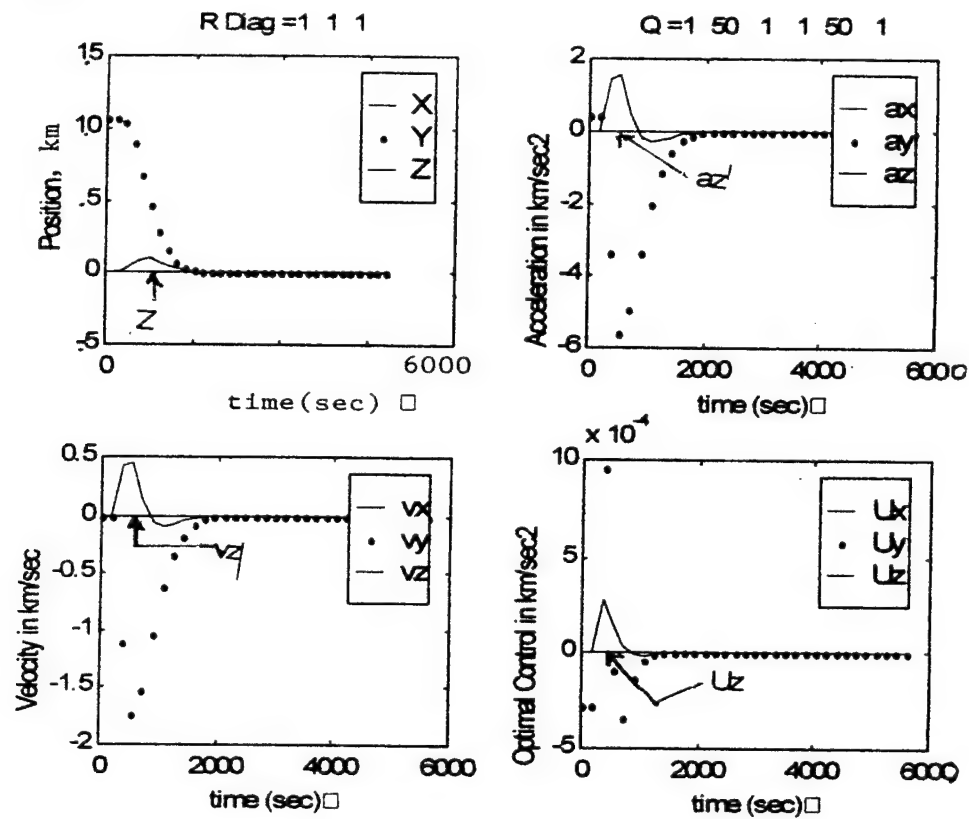 R Diag =1 1 1
Q =1 50 1 1 50 1
15
10
.5
0
-5
Position, km
X
Y
Z
Z
0
6000
time(sec) □
2
0
-2
-4
-6
Acceleration in km/sec2
ax
ay
az
az
0
2000
4000
6000
time (sec)□
0.5
0
-0.5
-1
-1.5
-2
Velocity in km/sec
vx
vy
vz
vz
0
2000
4000
6000
time (sec)□
x 10⁻⁴
10
5
0
-5
Optimal Control in km/sec2
Ux
Uy
Uz
Uz
0
2000
4000
6000
time (sec)□